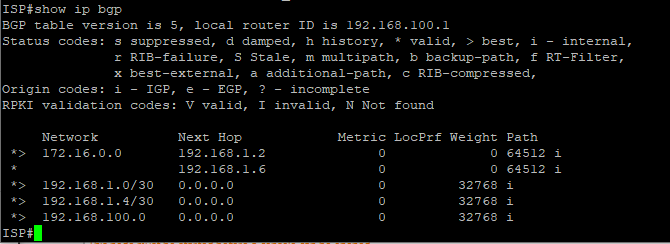 ISP#show ip bgp
BGP table version is 5, local router ID is 192.168.100.1
Status codes: s suppressed, d damped, h history, * valid, > best, i - internal,
              r RIB-failure, S Stale, m multipath, b backup-path, f RT-Filter,
              x best-external, a additional-path, c RIB-compressed,
Origin codes: i - IGP, e - EGP, ? - incomplete
RPKI validation codes: V valid, I invalid, N Not found

     Network          Next Hop            Metric LocPrf Weight Path
 *>  172.16.0.0       192.168.1.2              0             0 64512 i
 *                    192.168.1.6              0             0 64512 i
 *>  192.168.1.0/30   0.0.0.0                  0         32768 i
 *>  192.168.1.4/30   0.0.0.0                  0         32768 i
 *>  192.168.100.0    0.0.0.0                  0         32768 i
ISP#